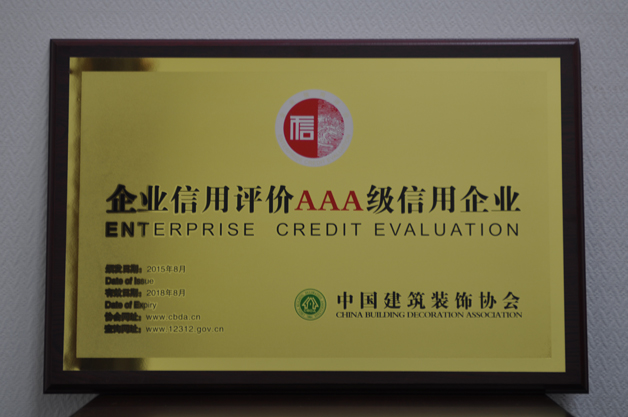 信
企业信用评价AAA级信用企业
ENTERPRISE CREDIT EVALUATION
颁发日期：2015年8月
Date of Issue
有效日期：2018年8月
Date of Expiry
协会网址：www.cbda.cn
查询网址：www.12312.gov.cn
中国建筑装饰协会
CHINA BUILDING DECORATION ASSOCIATION